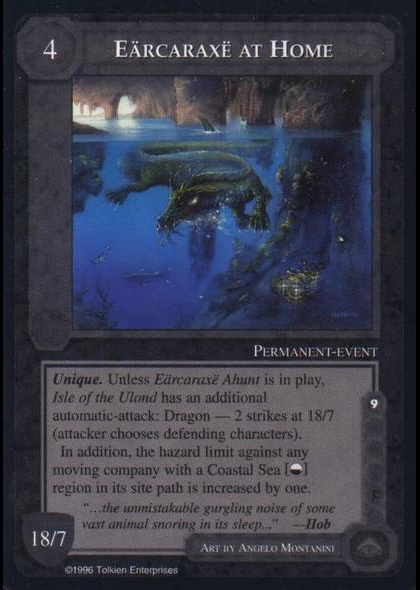 4
EÄRCARAXË AT HOME
PERMANENT-EVENT
Unique. Unless Eärcaraxë Ahunt is in play,
Isle of the Ulond has an additional
automatic-attack: Dragon — 2 strikes at 18/7
(attacker chooses defending characters).
In addition, the hazard limit against any
moving company with a Coastal Sea [ ]
region in its site path is increased by one.
"...the unmistakable gurgling noise of some
vast animal snoring in its sleep..." —Hob
9
18/7
ART BY ANGELO MONTANINI
©1996 Tolkien Enterprises